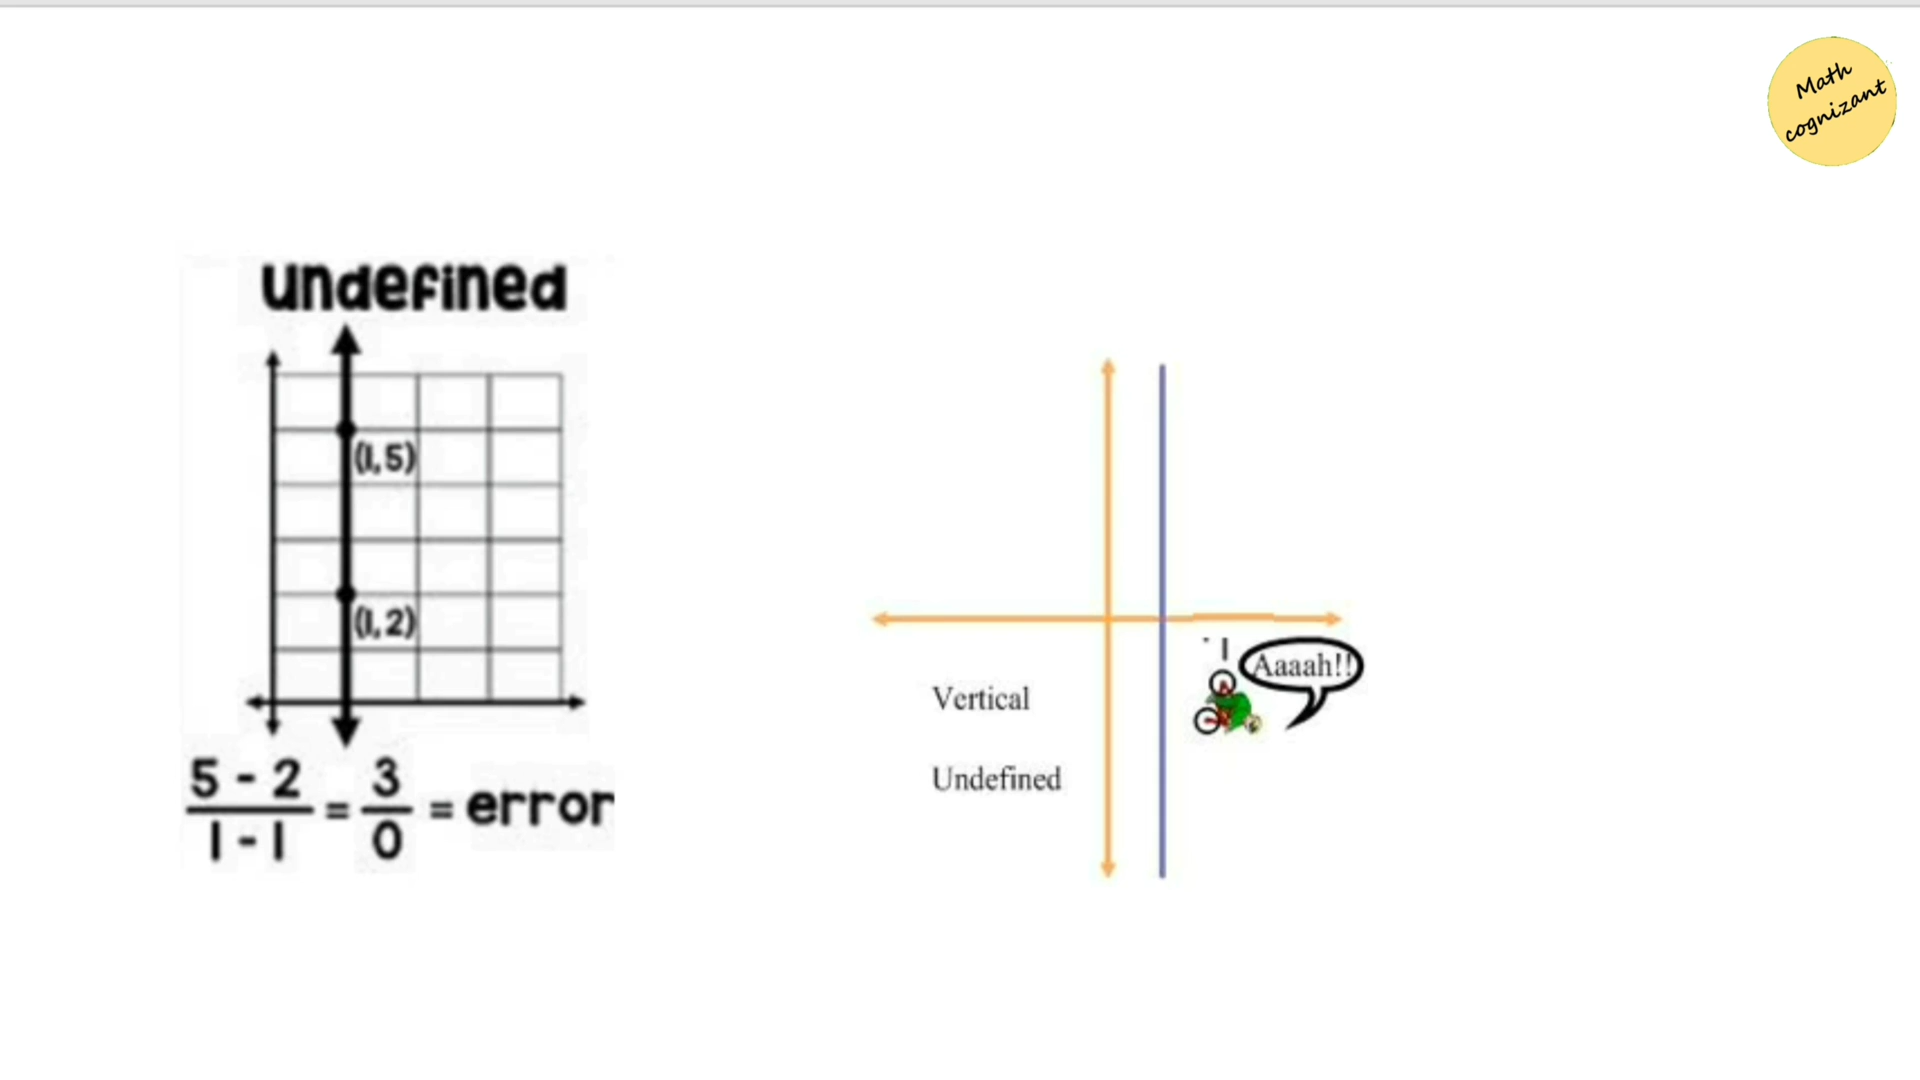 Math
cognizant
undefined
(1,5)
(1,2)
5 - 2
1 - 1
=
3
0
= error
Aaaah!!
Vertical
Undefined